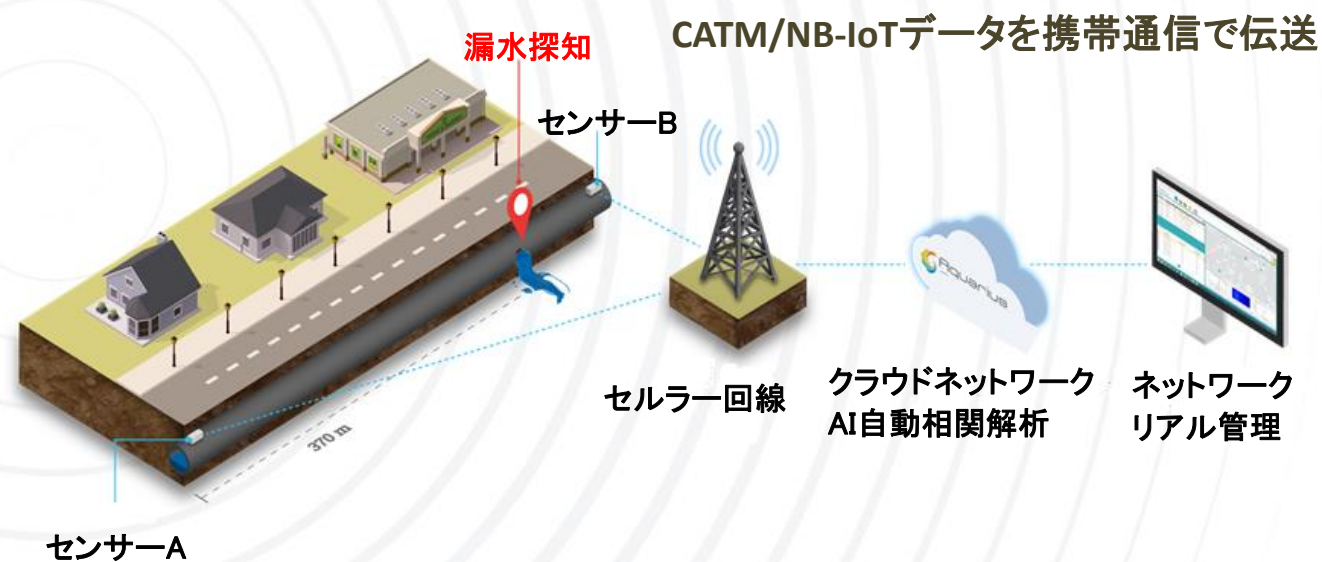 CATM/NB-IoTデータを携帯通信で伝送
漏水探知
センサーB
Aquarius
370 m
セルラー回線
クラウドネットワーク
AI自動相関解析
ネットワーク
リアル管理
センサーA